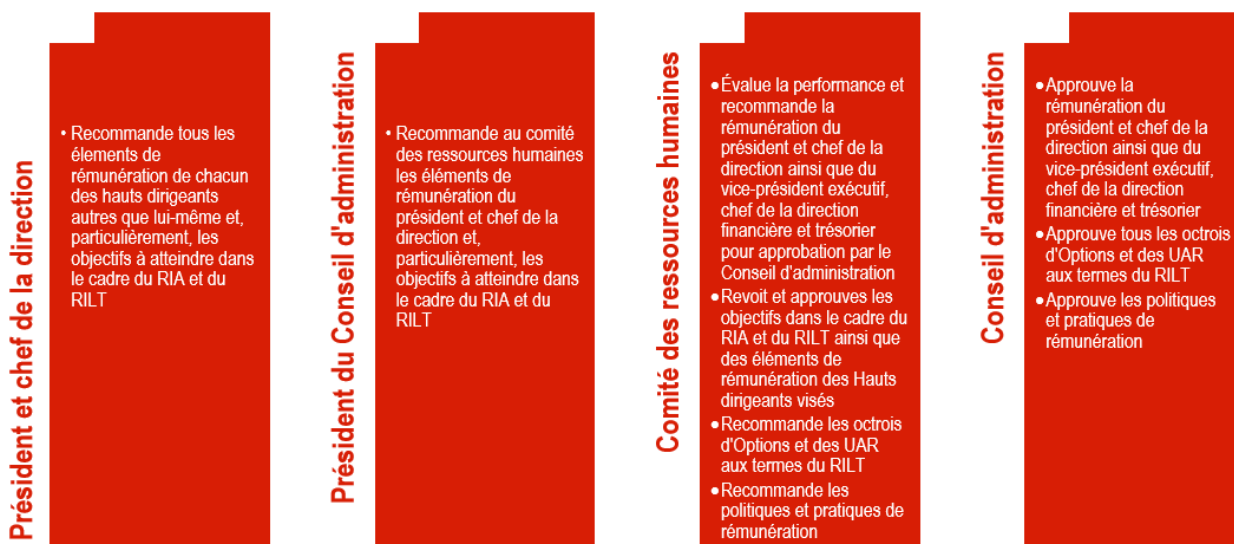 Président et chef de la direction
• Recommande tous les
élements de
rémunération de chacun
des hauts dirigeants
autres que lui-même et,
particulièrement, les
objectifs à atteindre dans
le cadre du RIA et du
RILT
Président du Conseil d'administration
• Recommande au comité
des ressources humaines
les éléments de
rémunération du
président et chef de la
direction et,
particulièrement, les
objectifs à atteindre dans
le cadre du RIA et du
RILT
Comité des ressources humaines
•Évalue la performance et
recommande la
rémunération du
président et chef de la
direction ainsi que du
vice-président exécutif,
chef de la direction
financière et trésorier
pour approbation par le
Conseil d'administration
•Revoit et approuves les
objectifs dans le cadre du
RIA et du RILT ainsi que
des éléments de
rémunération des Hauts
dirigeants visés
•Recommande les octrois
d'Options et des UAR
aux termes du RILT
•Recommande les
politiques et pratiques de
rémunération
Conseil d'administration
•Approuve la
rémunération du
président et chef de la
direction ainsi que du
vice-président exécutif,
chef de la direction
financière et trésorier
•Approuve tous les octrois
d'Options et des UAR
aux termes du RILT
•Approuve les politiques
et pratiques de
rémunération